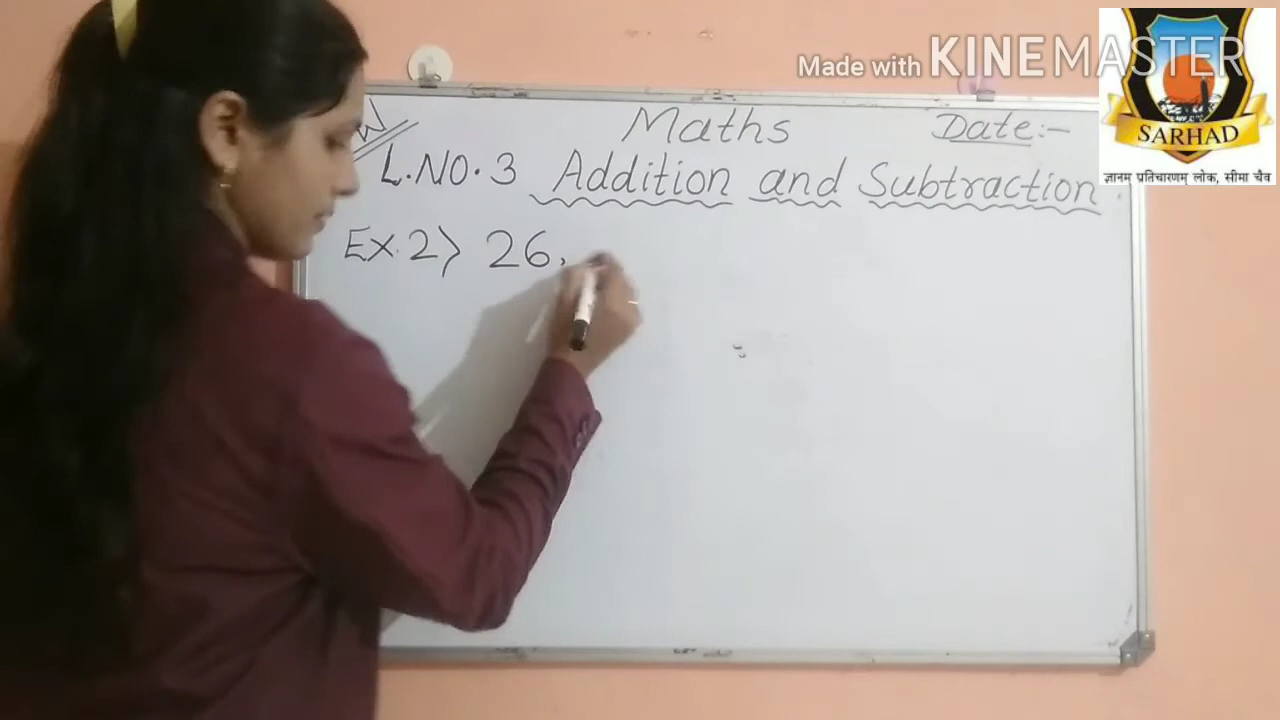 Made with KINEMASTER
SARHAD
ज्ञानम् प्रतिचारणम् लोक, सीमा चैव
W
Maths
Date:-
L.NO.3 Addition and Subtraction.
Ex.2> 26,